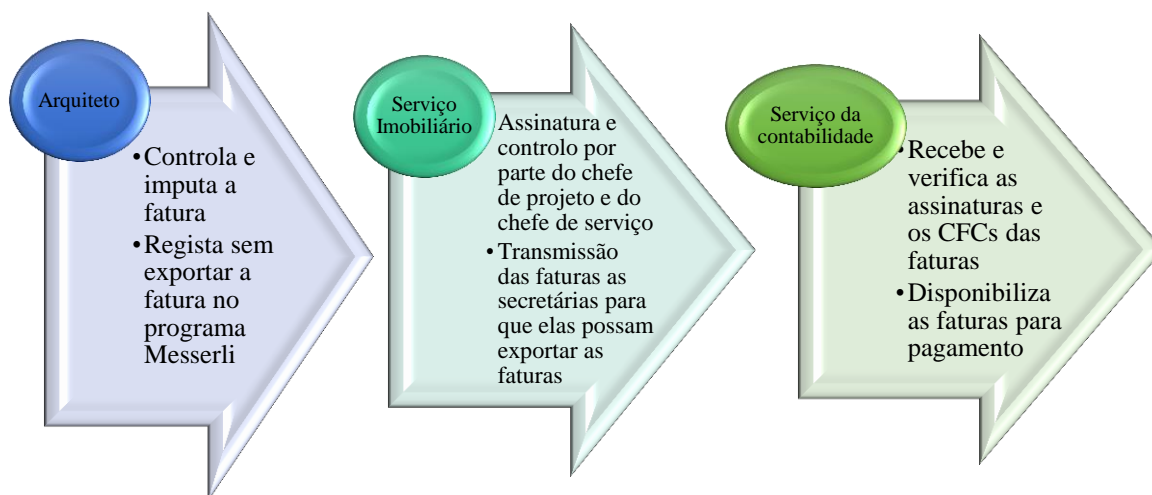 Arquiteto
•Controla e
imputa a
fatura
•Regista sem
exportar a
fatura no
programa
Messerli
Serviço
Imobiliário
Assinatura e
controlo por
parte do chefe
de projeto e do
chefe de serviço
•Transmissão
das faturas as
secretárias para
que elas possam
exportar as
faturas
Serviço da
contabilidade
•Recebe e
verifica as
assinaturas e
os CFCs das
faturas
•Disponibiliza
as faturas para
pagamento